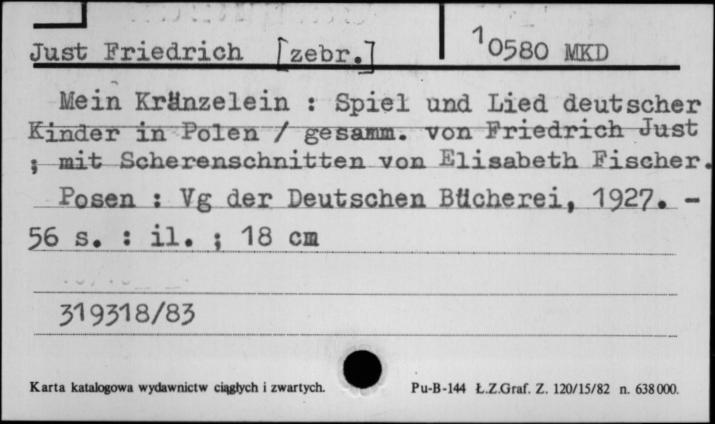 Just Friedrich [zebr.] 10580 MKD
Mein Kränzelein : Spiel und Lied deutscher
Kinder in Polen / gesamm. von Friedrich Just
; mit Scherenschnitten von Elisabeth Fischer.
Posen : Vg der Deutschen Bücherei, 1927. -
56 s. : il. ; 18 cm
319318/83
Karta katalogowa wydawnictw ciągłych i zwartych. Pu-B-144 Ł.Z.Graf. Z. 120/15/82 n. 638000.